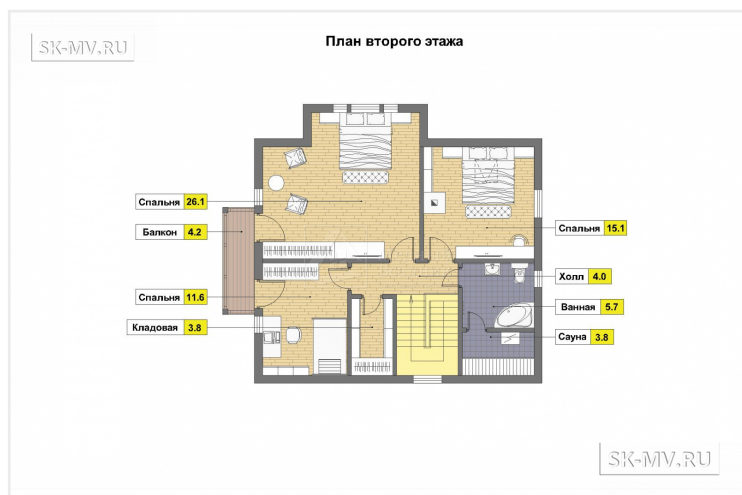 SK-MV.RU
План второго этажа
Спальня 26.1
Балкон 4.2
Спальня 11.6
Кладовая 3.8
Спальня 15.1
Холл 4.0
Ванная 5.7
Сауна 3.8
SK-MV.RU